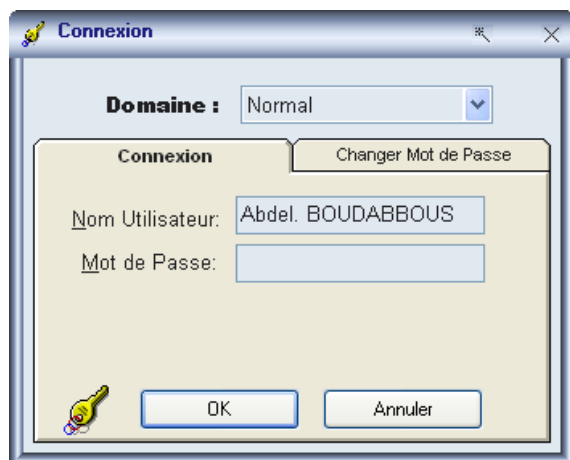 Connexion
Domaine : Normal
Connexion Changer Mot de Passe
Nom Utilisateur: Abdel. BOUDABBOUS
Mot de Passe:
OK Annuler